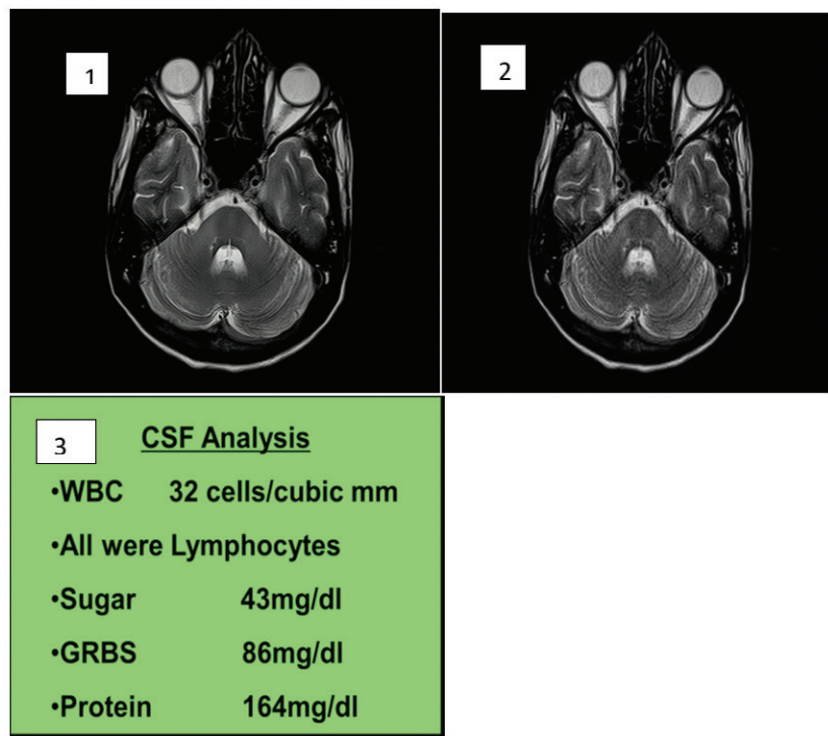 1
2
3
CSF Analysis
•WBC 32 cells/cubic mm
•All were Lymphocytes
•Sugar 43mg/dl
•GRBS 86mg/dl
•Protein 164mg/dl